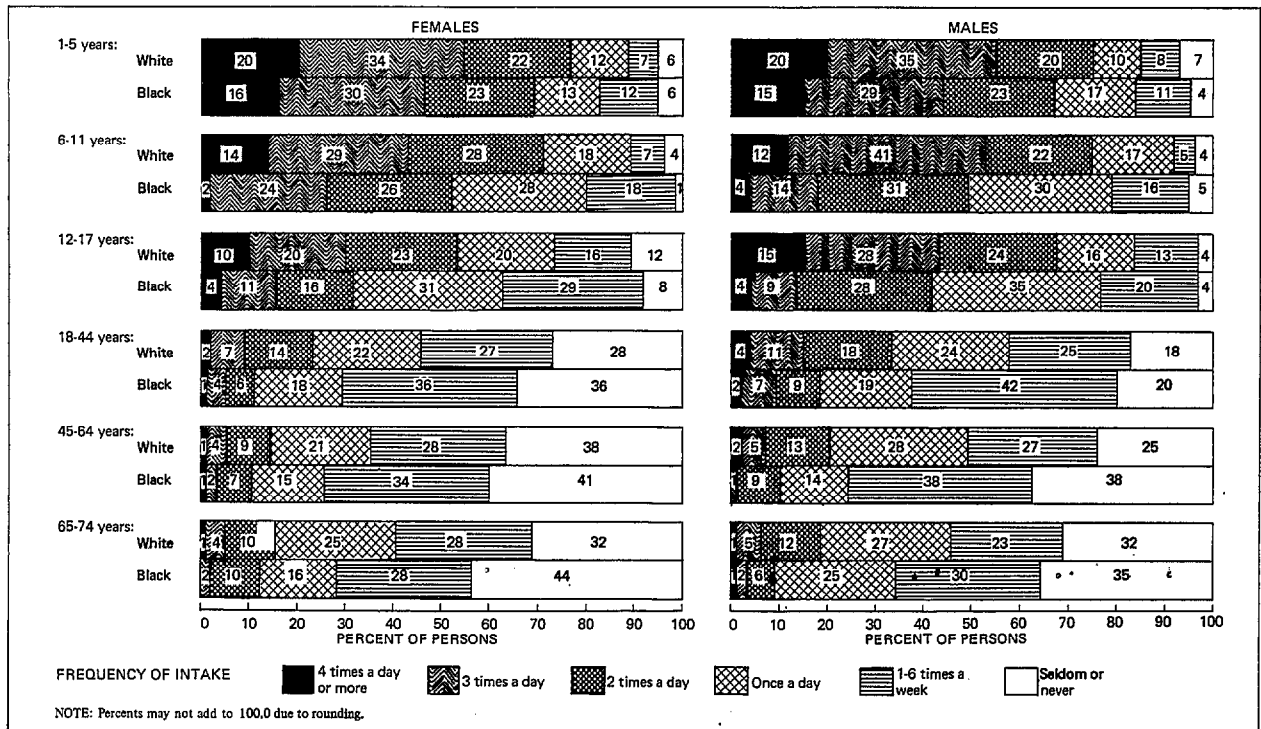 FEMALES MALES
1-5 years:
White 20 34 22 12 7 6 20 35 20 10 8 7
Black 16 30 23 13 12 6 15 29 23 17 11 4
6-11 years:
White 14 29 28 18 7 4 12 41 22 17 5 4
Black 2 24 26 28 18 1 4 14 31 30 16 5
12-17 years:
White 10 20 23 20 16 12 15 28 24 16 13 4
Black 4 11 16 31 29 8 4 9 28 35 20 4
18-44 years:
White 2 7 14 22 27 28 4 11 18 24 25 18
Black 1 4 6 18 36 36 2 7 9 19 42 20
45-64 years:
White 1 4 9 21 28 38 2 5 13 28 27 25
Black 1 2 7 15 34 41 1 9 14 38 38
65-74 years:
White 1 4 10 25 28 32 1 5 12 27 23 32
Black 2 10 16 28 44 1 2 6 25 30 35
0 10 20 30 40 50 60 70 80 90 100 0 10 20 30 40 50 60 70 80 90 100
PERCENT OF PERSONS PERCENT OF PERSONS
FREQUENCY OF INTAKE 4 times a day or more 3 times a day 2 times a day Once a day 1-6 times a week Seldom or never
NOTE: Percents may not add to 100.0 due to rounding.